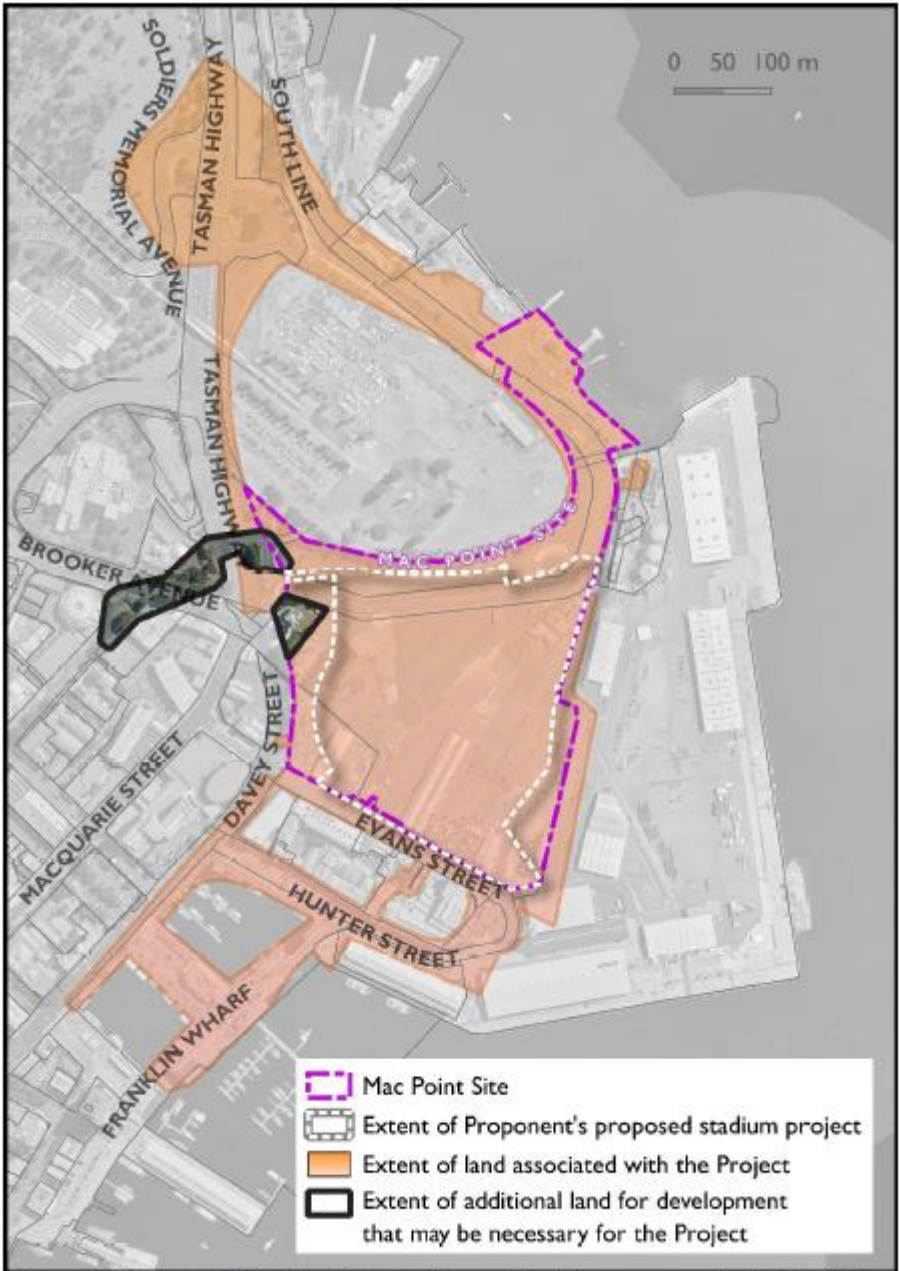 0 50 100 m
SOLDIERS MEMORIAL AVENUE
TASMAN HIGHWAY
SOUTH LINE
TASMAN HIGHW
MAC POINT SITE
BROOKER AVENUE
DAVEY STREET
MACQUARIE STREET
EVANS STREET
HUNTER STREET
FRANKLIN WHARF
Mac Point Site
Extent of Proponent's proposed stadium project
Extent of land associated with the Project
Extent of additional land for development
that may be necessary for the Project